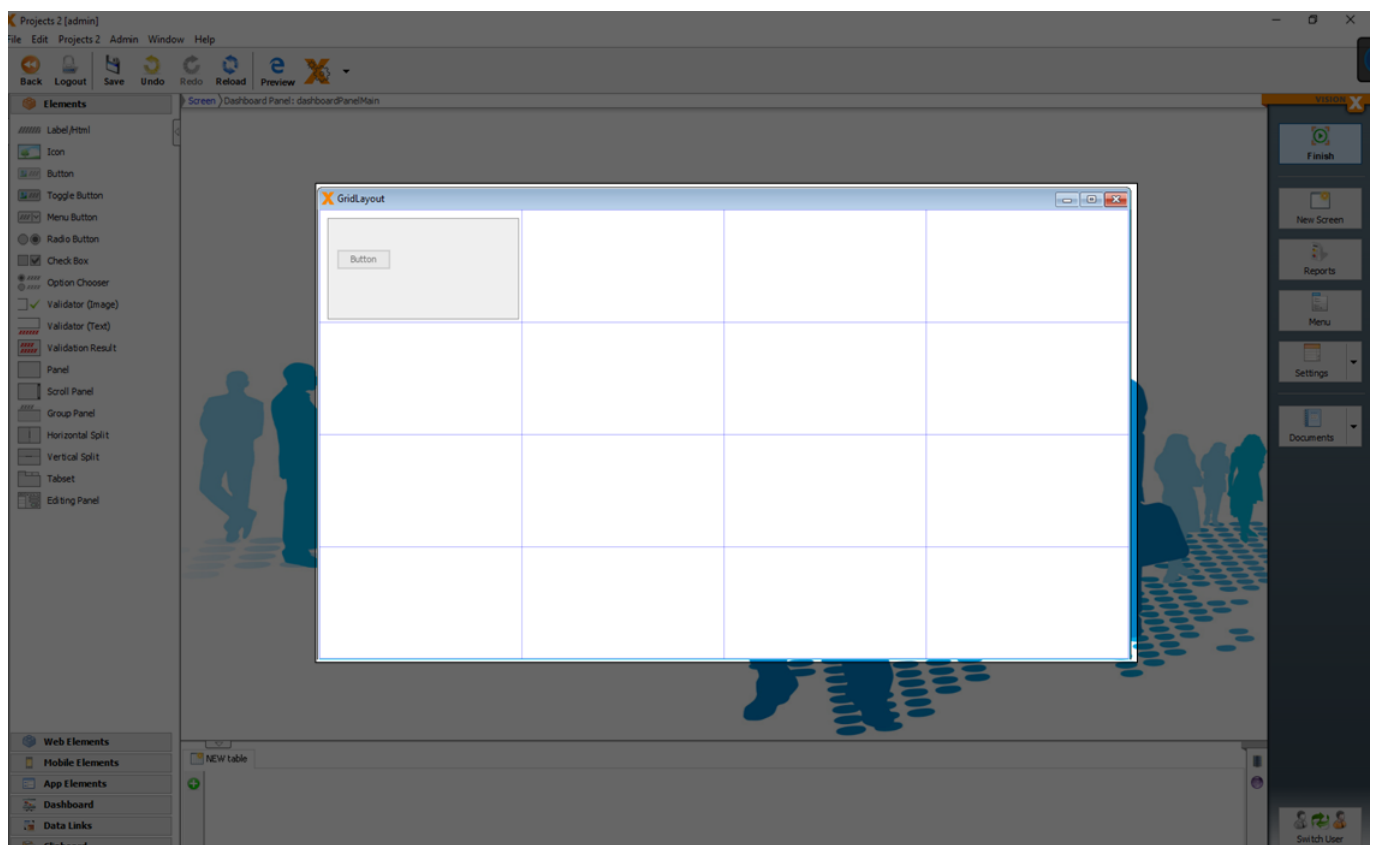 Projects 2 [admin]
File Edit Projects 2 Admin Window Help
Back Logout Save Undo Redo Reload Preview
Elements
Screen Dashboard Panel: dashboardPanelMain
VISION X
Label/Html
Icon
Button
Toggle Button
Menu Button
Radio Button
Check Box
Option Chooser
Validator (Image)
Validator (Text)
Validation Result
Panel
Scroll Panel
Group Panel
Horizontal Split
Vertical Split
Tabset
Editing Panel
Web Elements
Mobile Elements
App Elements
Dashboard
Data Links
GridLayout
Button
NEW table
Finish
New Screen
Reports
Menu
Settings
Documents
Switch User